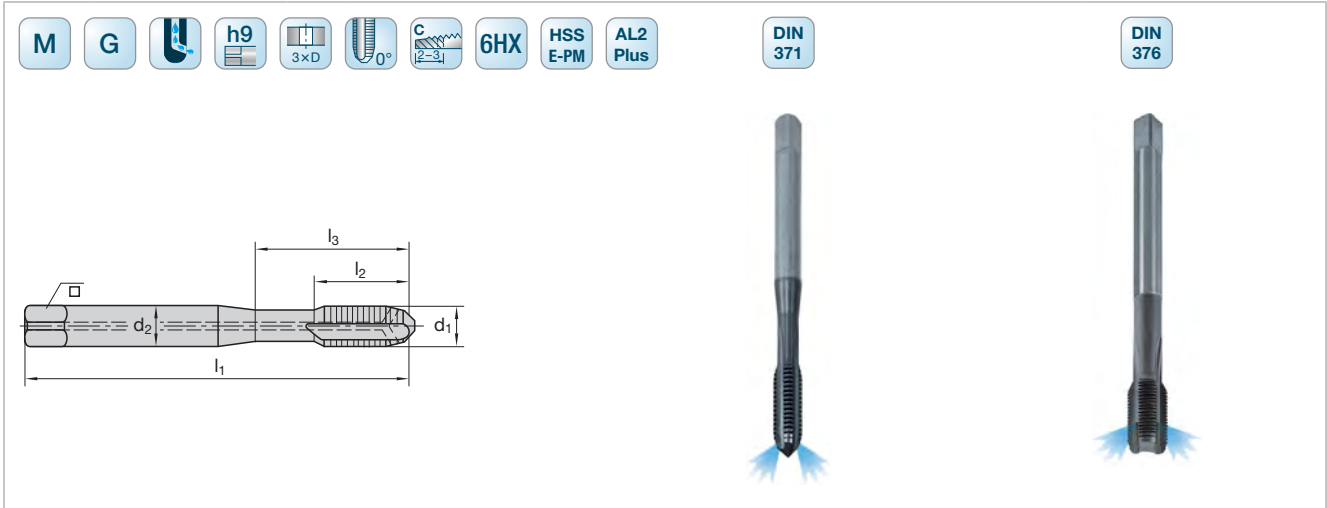 M
G
h9
3×D
0°
C
2–3
6HX
HSS
E-PM
AL2
Plus
DIN
371
DIN
376
l3
l2
d2
d1
l1